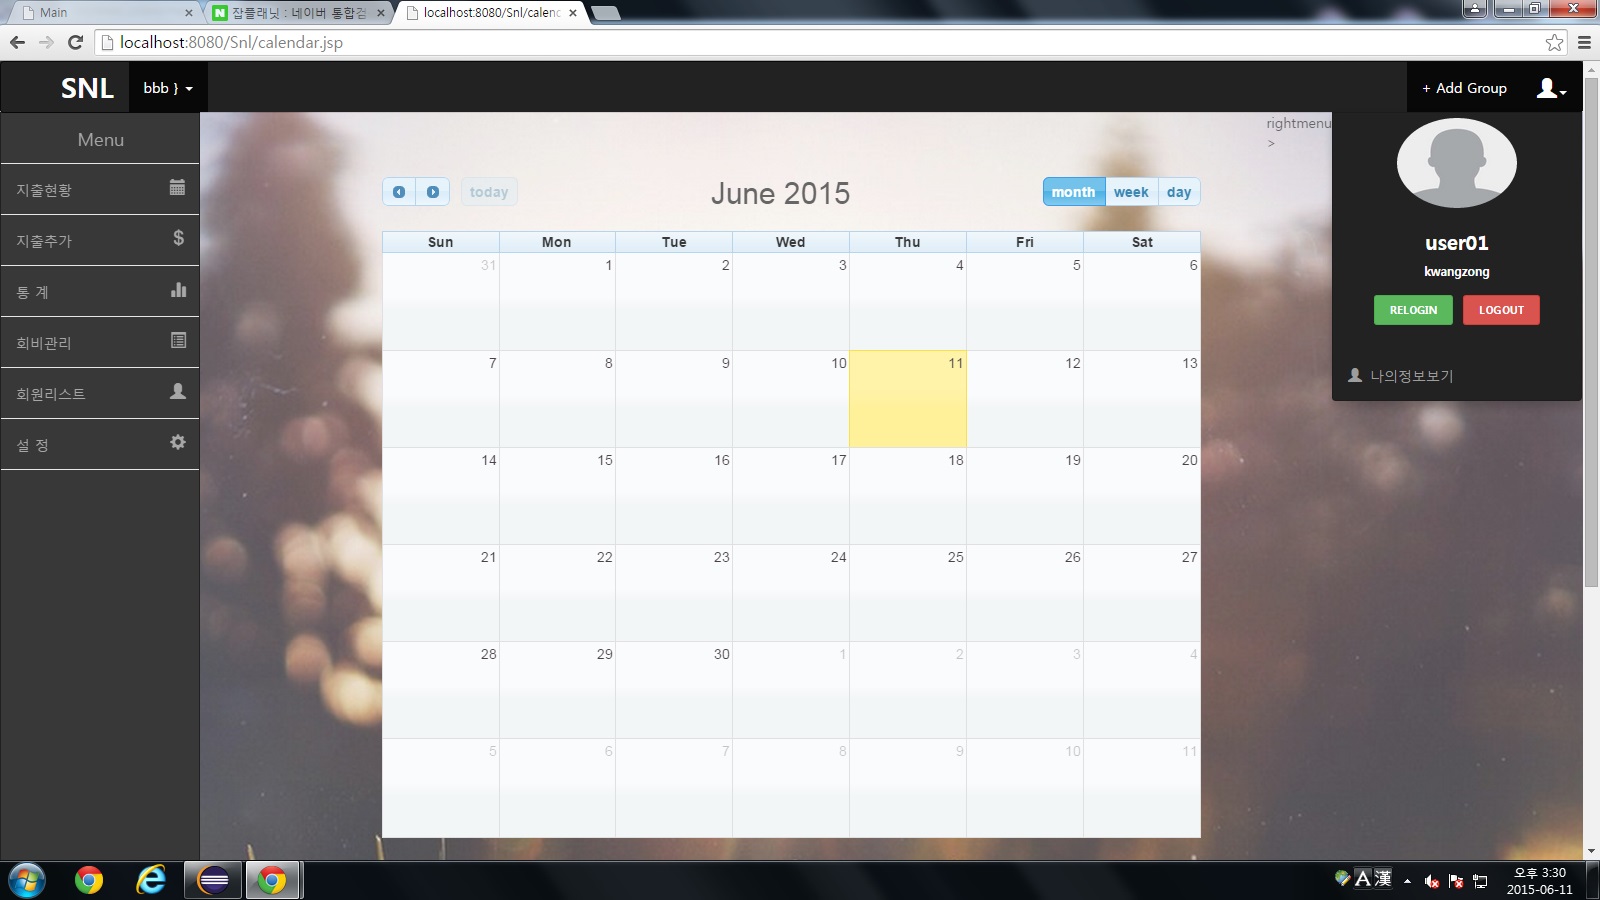 Main
잡플래닛 : 네이버 통합검
localhost:8080/Snl/calenc
localhost:8080/Snl/calendar.jsp
SNL
bbb }
+ Add Group
Menu
지출현황
지출추가
통 계
회비관리
회원리스트
설 정
rightmenu
>
today
June 2015
month week day
Sun Mon Tue Wed Thu Fri Sat
31 1 2 3 4 5 6
7 8 9 10 11 12 13
14 15 16 17 18 19 20
21 22 23 24 25 26 27
28 29 30 1 2 3 4
5 6 7 8 9 10 11
user01
kwangzong
RELOGIN LOGOUT
나의정보보기
A 漢
오후 3:30
2015-06-11